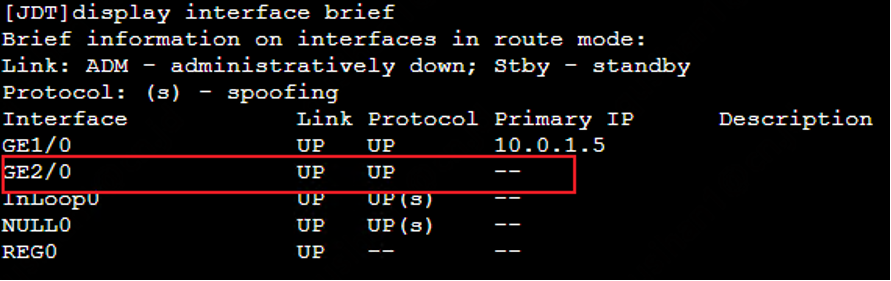 [JDT]display interface brief
Brief information on interfaces in route mode:
Link: ADM - administratively down; Stby - standby
Protocol: (s) - spoofing
Interface Link Protocol Primary IP Description
GE1/0 UP UP 10.0.1.5
GE2/0 UP UP --
InLoop0 UP UP(s) --
NULL0 UP UP(s) --
REG0 UP -- --